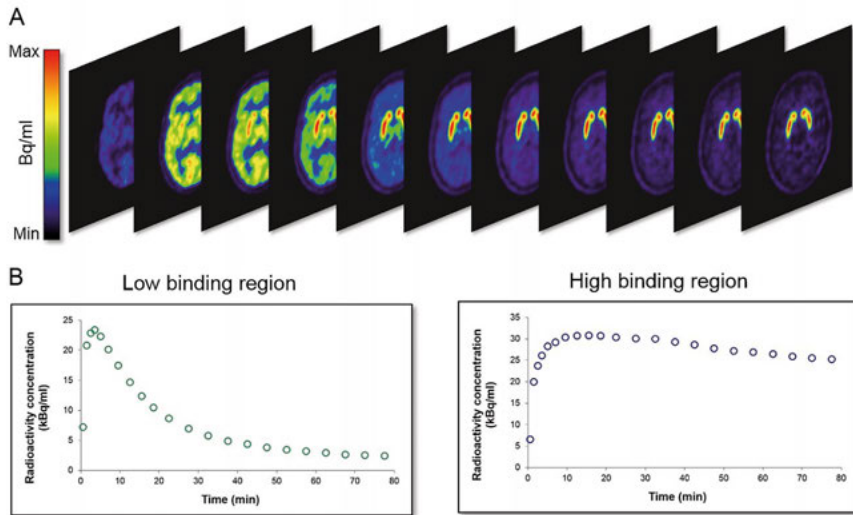 A
Max
Bq/ml
Min
B
Low binding region
Radioactivity concentration
(kBq/ml)
25
20
15
10
5
0
0 10 20 30 40 50 60 70 80
Time (min)
High binding region
Radioactivity concentration
(kBq/ml)
35
30
25
20
15
10
5
0
0 10 20 30 40 50 60 70 80
Time (min)